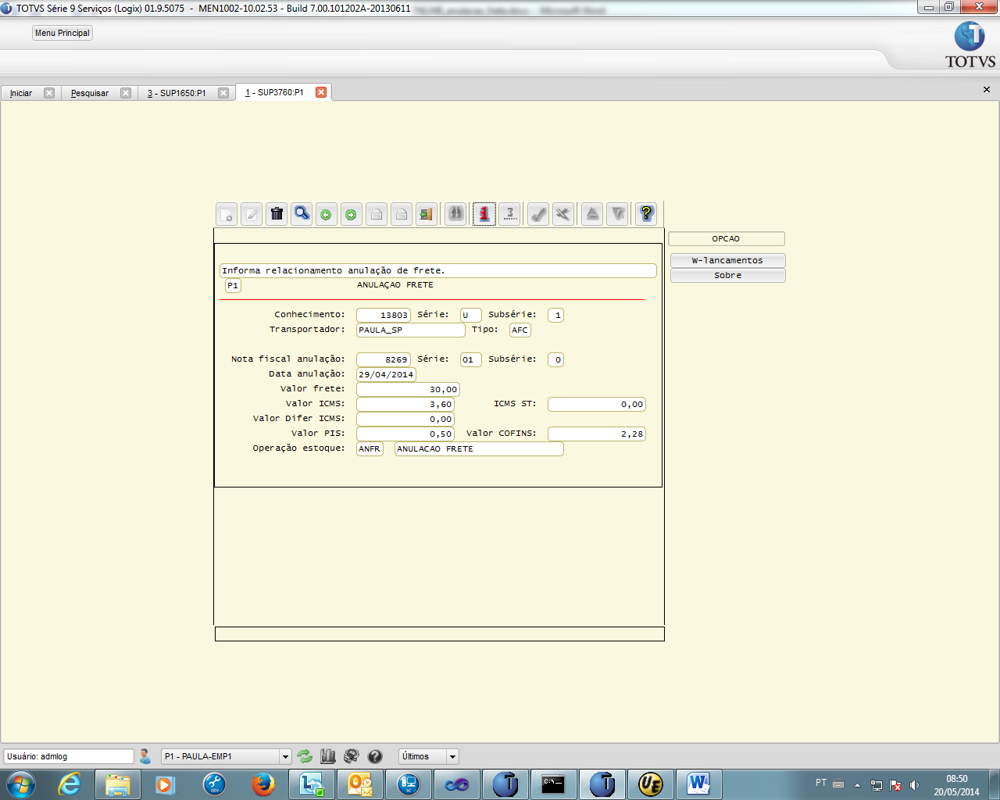 TOTVS Série 9 Serviços (Logix) 01.9.5075 - MEN1002-10.02.53 - Build 7.00.101202A-20130611
Menu Principal
TOTVS
Iniciar
Pesquisar
3 - SUP1650:P1
1 - SUP3760:P1
OPCAO
W-lancamentos
Sobre
Informa relacionamento anulação de frete.
P1 ANULAÇAO FRETE
Conhecimento: 13803 Série: U Subsérie: 1
Transportador: PAULA_SP Tipo: AFC
Nota fiscal anulação: 8269 Série: 01 Subsérie: 0
Data anulação: 29/04/2014
Valor frete: 30,00
Valor ICMS: 3,60 ICMS ST: 0,00
Valor Difer ICMS: 0,00
Valor PIS: 0,50 Valor COFINS: 2,28
Operação estoque: ANFR ANULACAO FRETE
Usuário: admlog
P1 - PAULA-EMP1
Últimos
DEV
SC
C:\_
UE
PT
08:50
20/05/2014